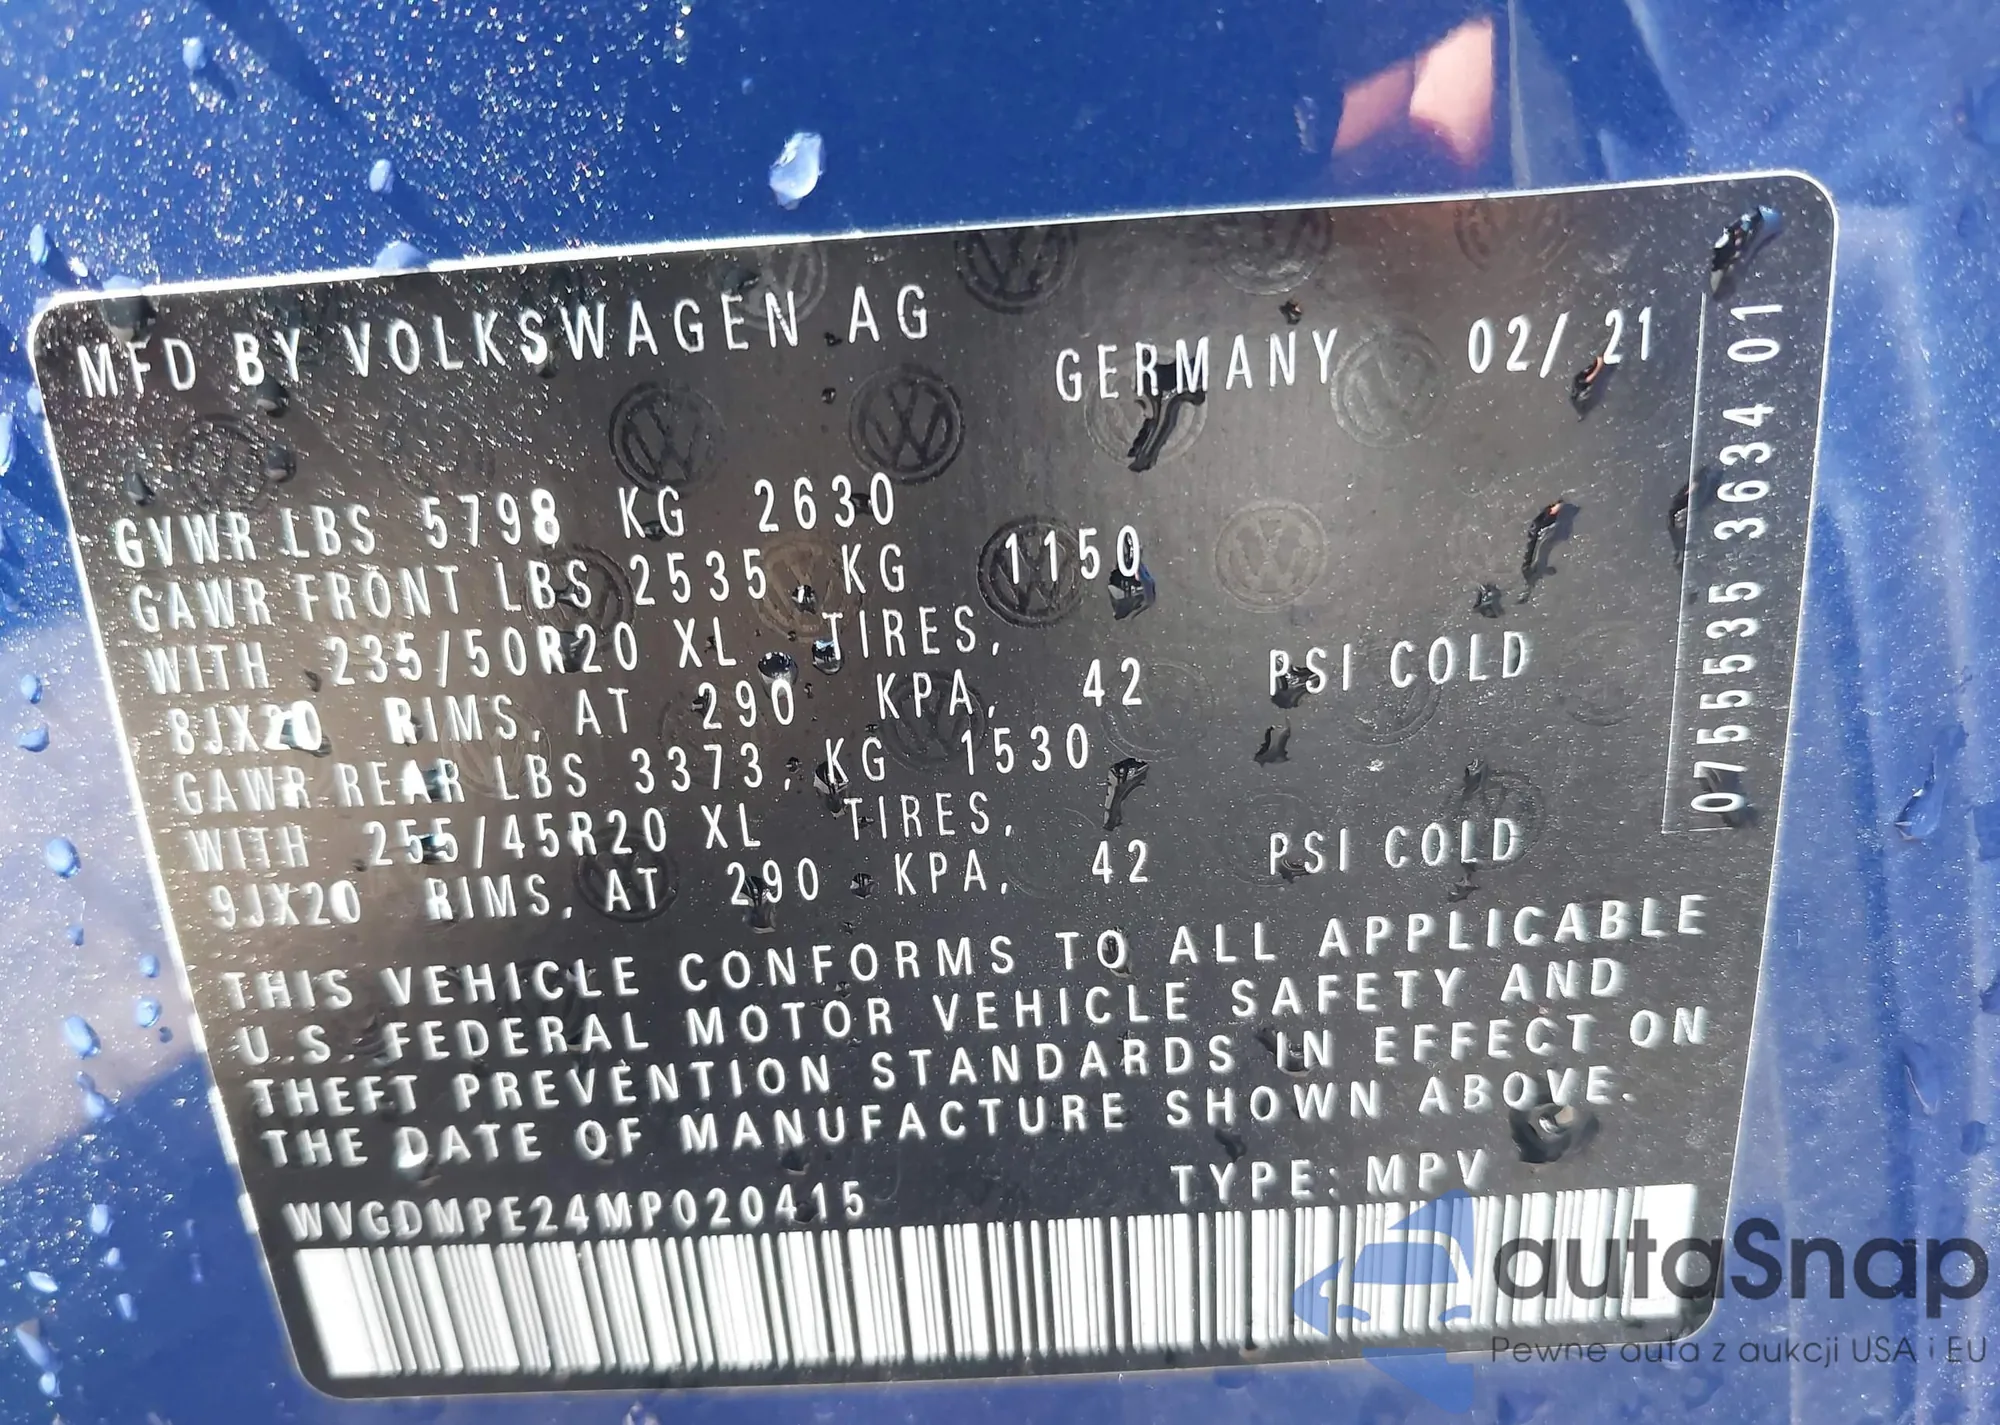 MFD BY VOLKSWAGEN AG
GERMANY 02/ 21
GVWR LBS 5798 KG 2630
GAWR FRONT LBS 2535, KG 1150
WITH 235/50R20 XL TIRES,
8JX20 RIMS, AT 290 KPA, 42 PSI COLD
GAWR REAR LBS 3373, KG 1530
WITH 255/45R20 XL TIRES,
9JX20 RIMS, AT 290 KPA, 42 PSI COLD
THIS VEHICLE CONFORMS TO ALL APPLICABLE
U.S. FEDERAL MOTOR VEHICLE SAFETY AND
THEFT PREVENTION STANDARDS IN EFFECT ON
THE DATE OF MANUFACTURE SHOWN ABOVE.
WVGDMPE24MP020415 TYPE: MPV
0755535 3634 01
autaSnap
Pewne auta z aukcji USA i EU